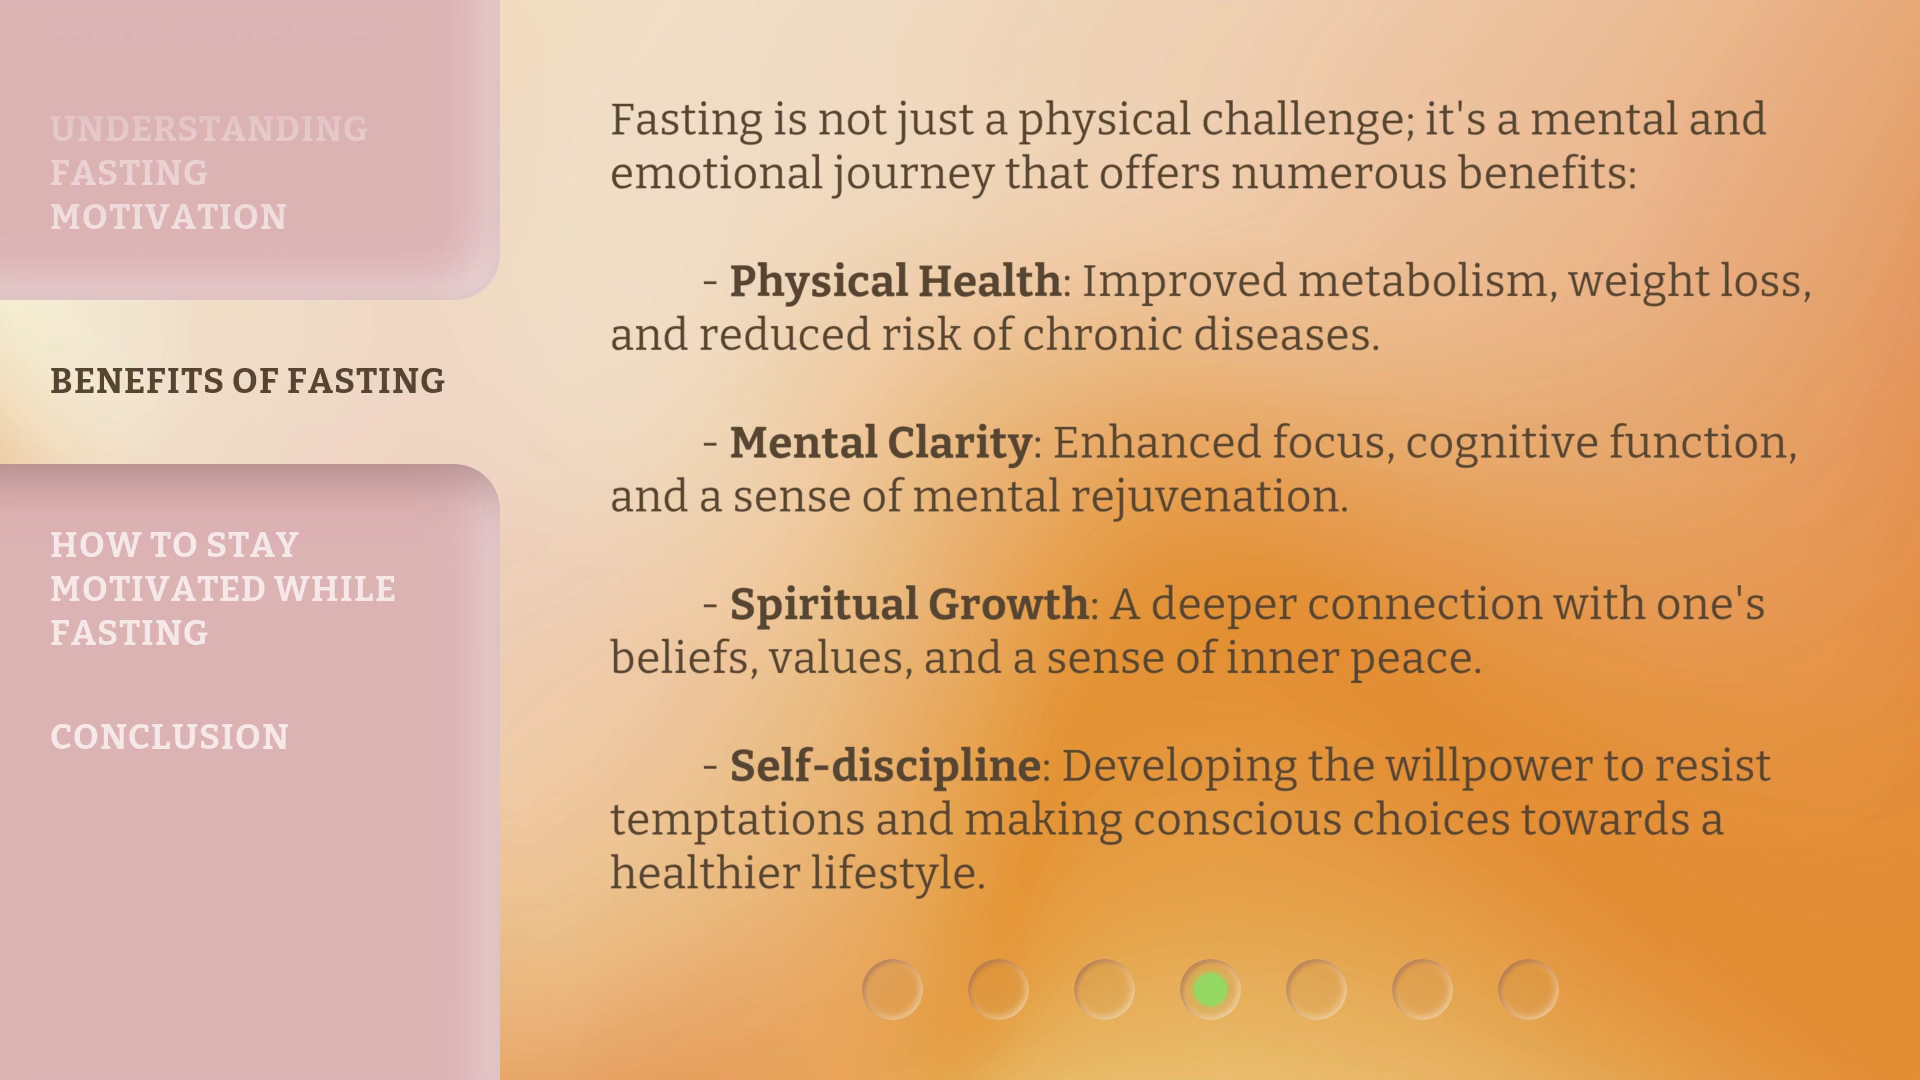 WHAT IS FASTING?
UNDERSTANDING
FASTING
MOTIVATION
BENEFITS OF FASTING
HOW TO STAY
MOTIVATED WHILE
FASTING
CONCLUSION
Fasting is not just a physical challenge; it's a mental and
emotional journey that offers numerous benefits:
- Physical Health: Improved metabolism, weight loss,
and reduced risk of chronic diseases.
- Mental Clarity: Enhanced focus, cognitive function,
and a sense of mental rejuvenation.
- Spiritual Growth: A deeper connection with one's
beliefs, values, and a sense of inner peace.
- Self-discipline: Developing the willpower to resist
temptations and making conscious choices towards a
healthier lifestyle.